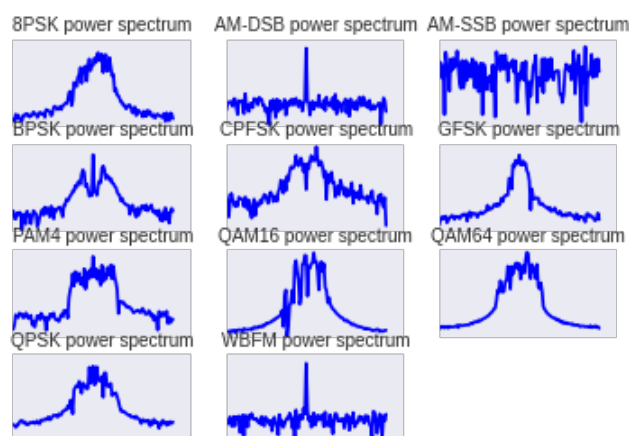 8PSK power spectrum
AM-DSB power spectrum
AM-SSB power spectrum
BPSK power spectrum
CPFSK power spectrum
GFSK power spectrum
PAM4 power spectrum
QAM16 power spectrum
QAM64 power spectrum
QPSK power spectrum
WBFM power spectrum